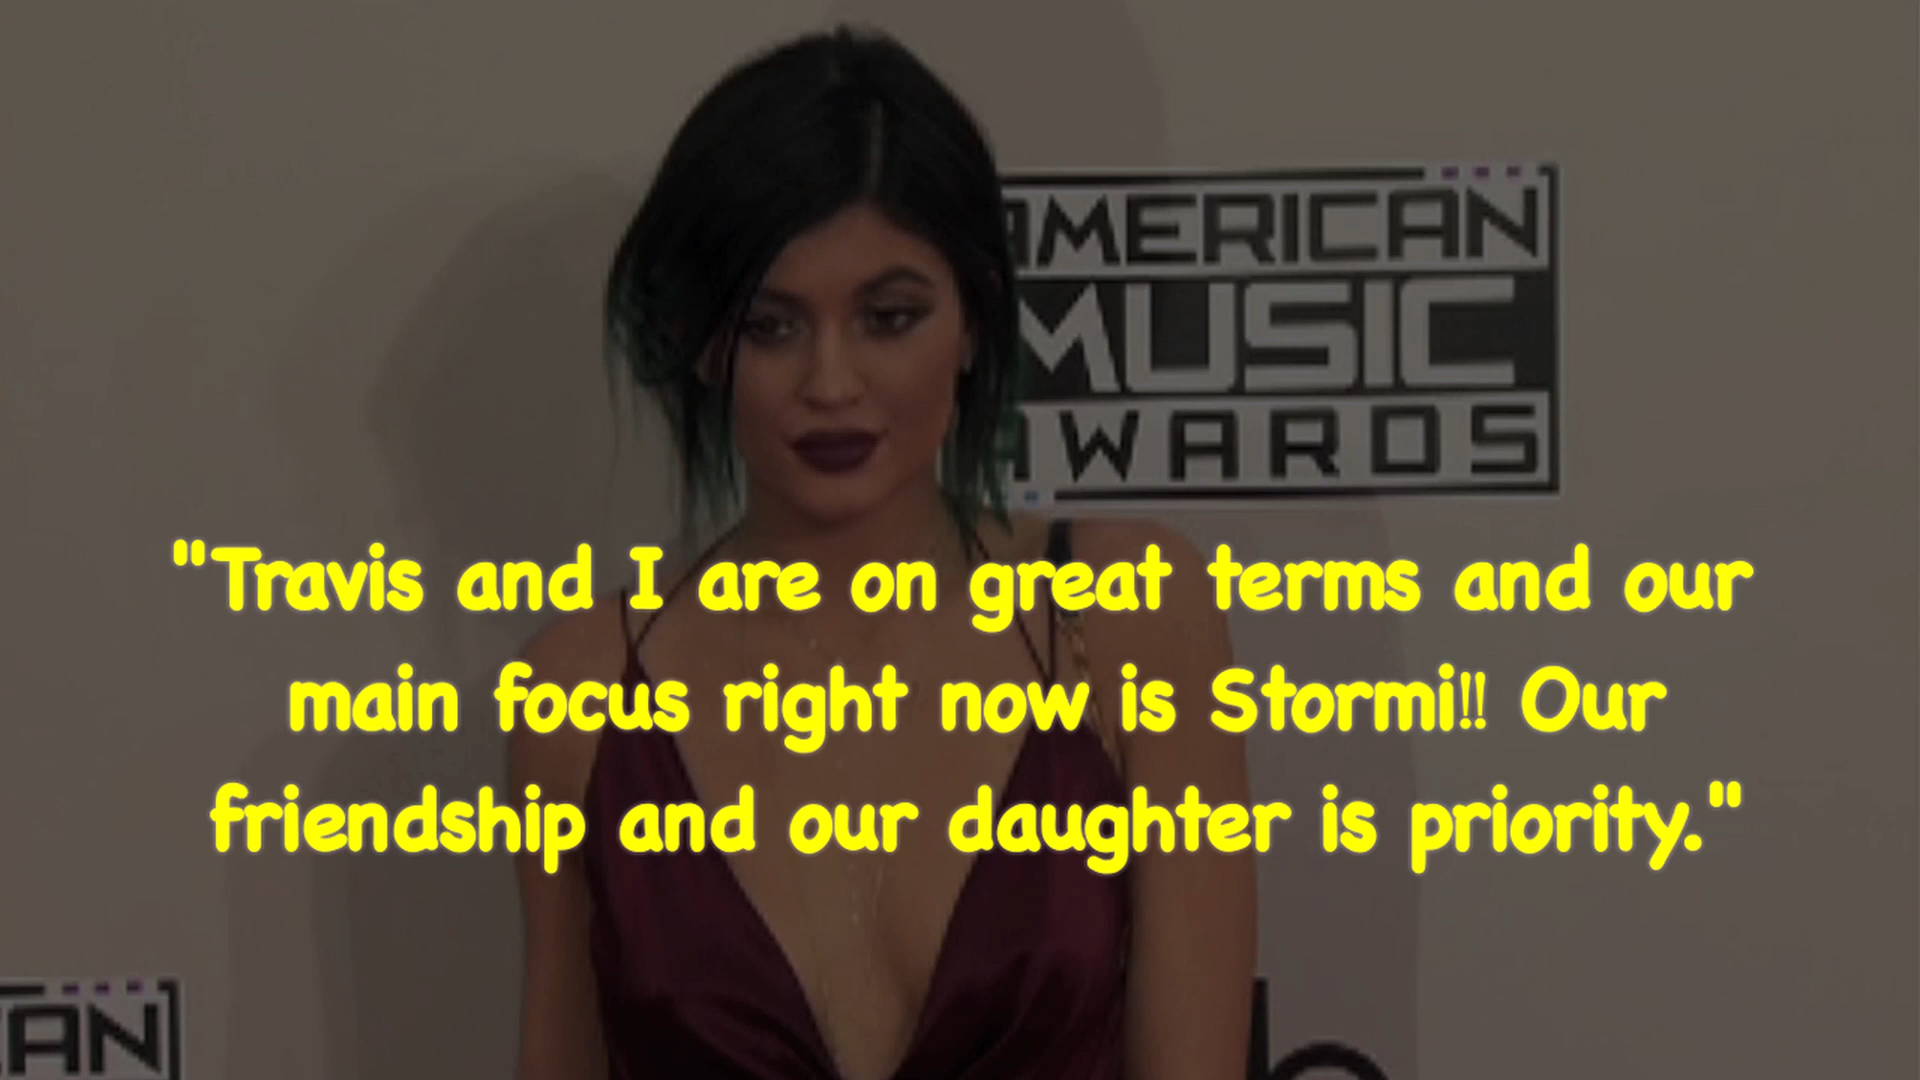 AMERICAN
MUSIC
AWARDS
"Travis and I are on great terms and our
main focus right now is Stormi!! Our
friendship and our daughter is priority."